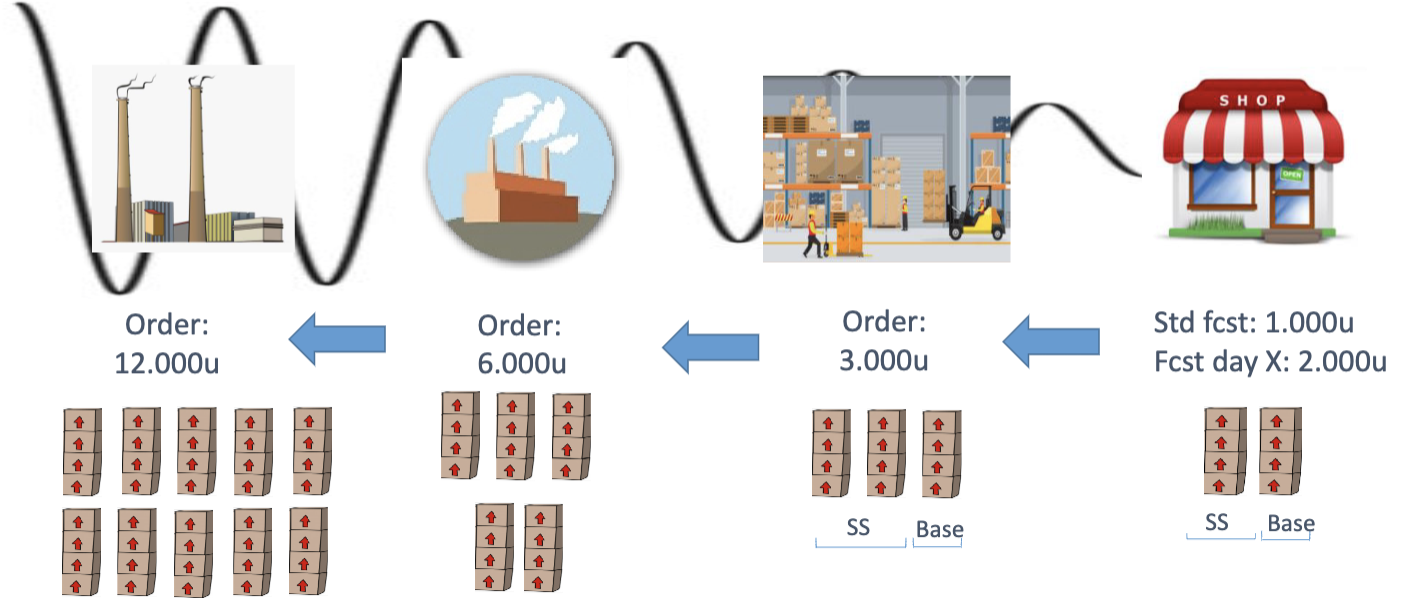 SHOP
OPEN
Order:
12.000u
Order:
6.000u
Order:
3.000u
Std fcst: 1.000u
Fcst day X: 2.000u
SS
Base
SS
Base